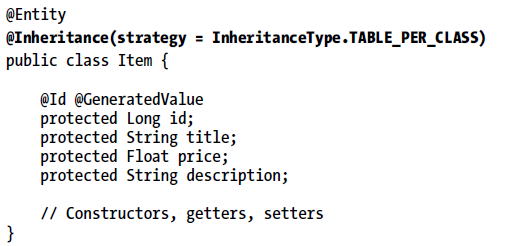 @Entity
@Inheritance(strategy = InheritanceType.TABLE_PER_CLASS)
public class Item {
@Id @GeneratedValue
protected Long id;
protected String title;
protected Float price;
protected String description;
// Constructors, getters, setters
}